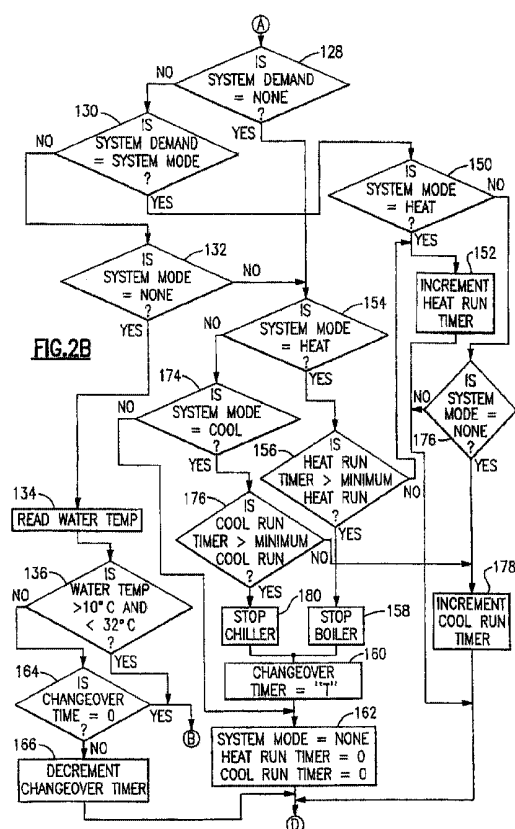 A
128
IS
SYSTEM DEMAND
= NONE
?
NO
YES
130
IS
SYSTEM DEMAND
= SYSTEM MODE
?
NO
YES
150
IS
SYSTEM MODE
= HEAT
?
NO
YES
132
IS
SYSTEM MODE
= NONE
?
NO
YES
152
INCREMENT
HEAT RUN
TIMER
FIG.2B
154
IS
SYSTEM MODE
= HEAT
?
NO
YES
174
IS
SYSTEM MODE
= COOL
?
NO
YES
IS
SYSTEM
MODE =
NONE
?
NO
176
YES
156
IS
HEAT RUN
TIMER > MINIMUM
HEAT RUN
?
NO
YES
134
READ WATER TEMP
176
IS
COOL RUN
TIMER > MINIMUM
COOL RUN
?
NO
YES
136
IS
WATER TEMP
>10°C AND
< 32°C
?
NO
YES
178
INCREMENT
COOL RUN
TIMER
180
STOP
CHILLER
STOP
BOILER
158
164
IS
CHANGEOVER
TIME = 0
?
YES
NO
B
160
CHANGEOVER
TIMER = "T"
162
SYSTEM MODE = NONE
HEAT RUN TIMER = 0
COOL RUN TIMER = 0
166
DECREMENT
CHANGEOVER TIMER
D